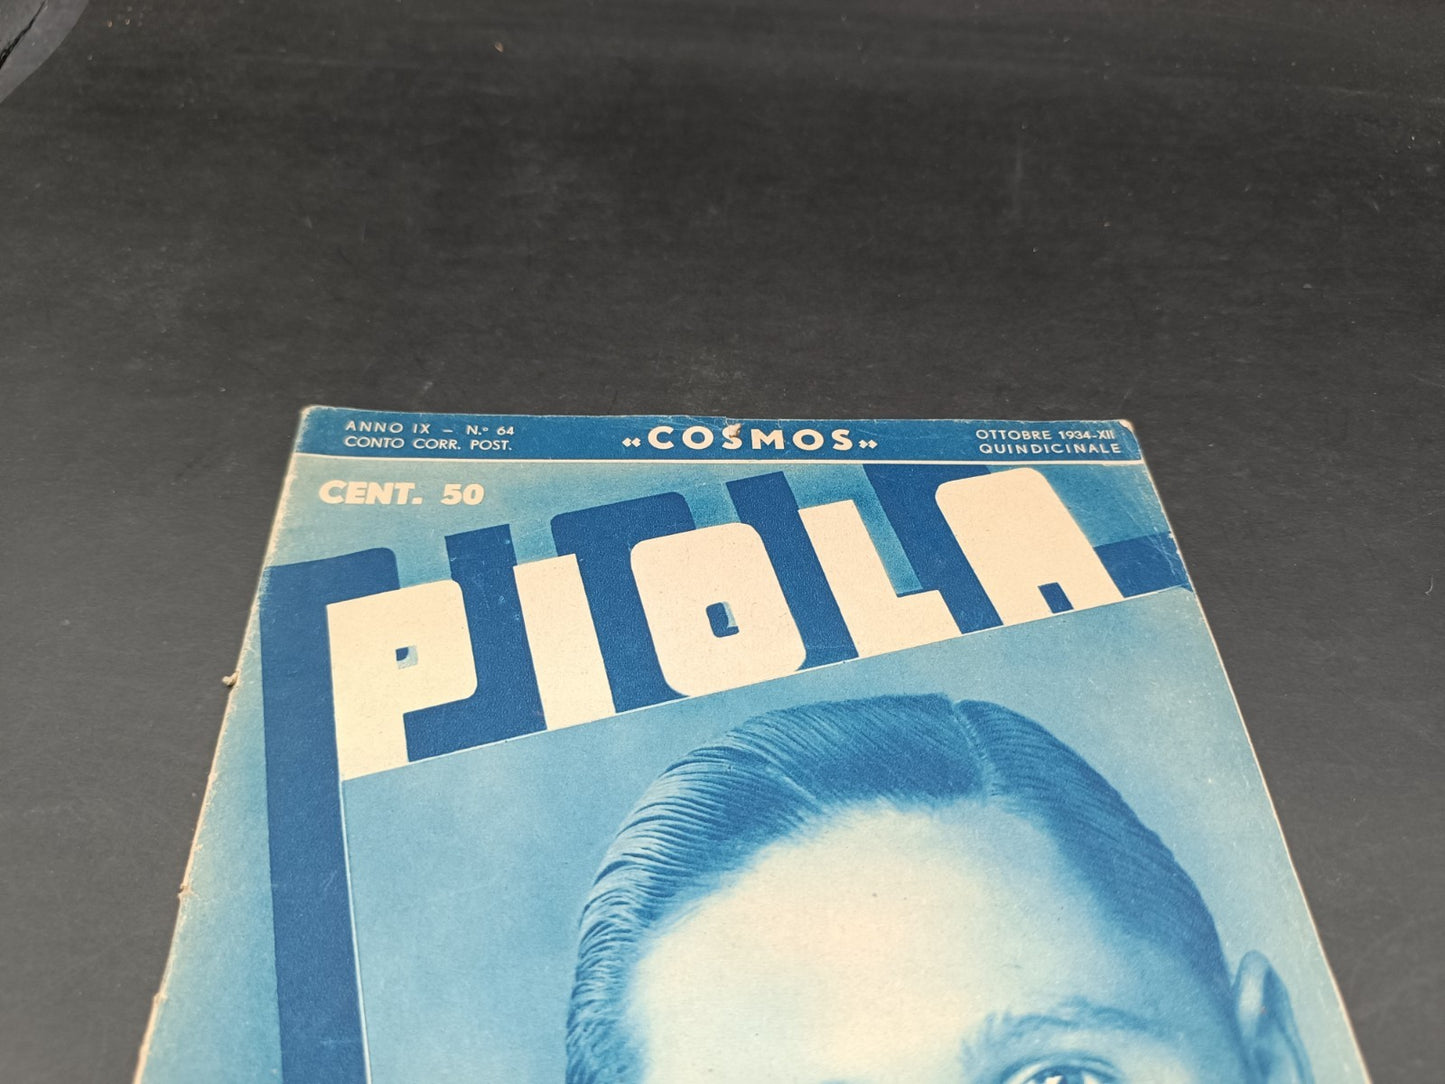 ANNO IX - N.° 64
CONTO CORR. POST.
«COSMOS»
OTTOBRE 1934-XII
QUINDICINALE
CENT. 50
PIOLA